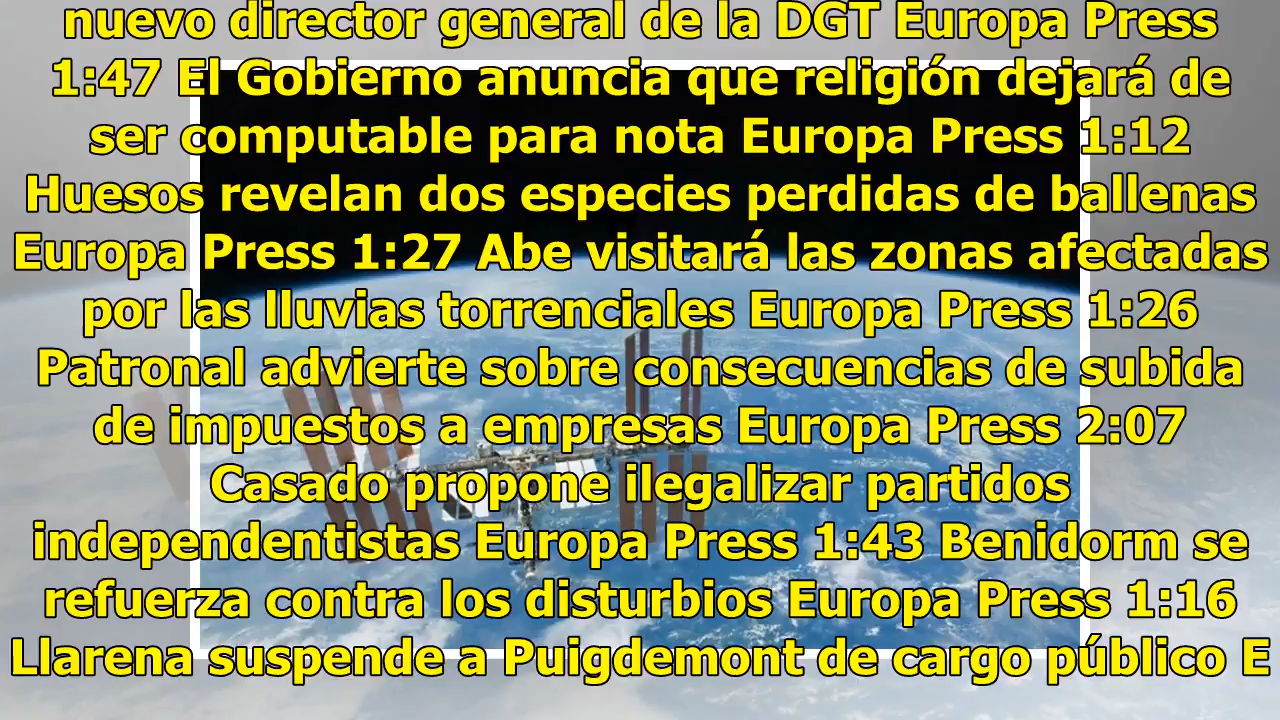 nuevo director general de la DGT Europa Press
1:47 El Gobierno anuncia que religión dejará de
ser computable para nota Europa Press 1:12
Huesos revelan dos especies perdidas de ballenas
Europa Press 1:27 Abe visitará las zonas afectadas
por las lluvias torrenciales Europa Press 1:26
Patronal advierte sobre consecuencias de subida
de impuestos a empresas Europa Press 2:07
Casado propone ilegalizar partidos
independentistas Europa Press 1:43 Benidorm se
refuerza contra los disturbios Europa Press 1:16
Llarena suspende a Puigdemont de cargo público E